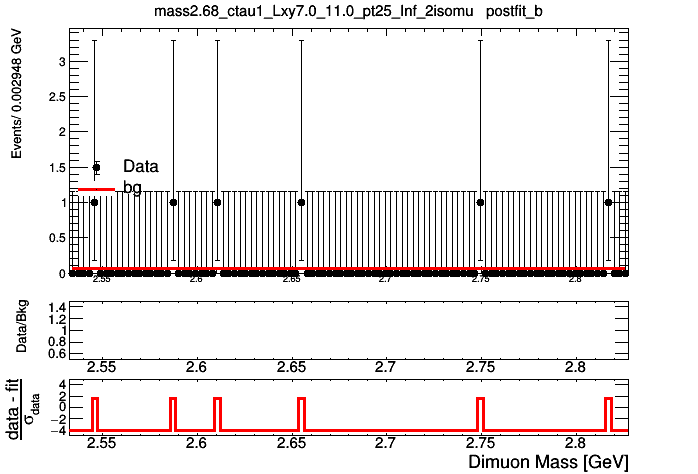 mass2.68_ctau1_Lxy7.0_11.0_pt25_Inf_2isomu postfit_b
Events/ 0.002948 GeV
3
2.5
2
1.5
1
0.5
0
Data
bg
2.55 2.6 2.65 2.7 2.75 2.8
Data/Bkg
1.4
1.2
1
0.8
0.6
2.55 2.6 2.65 2.7 2.75 2.8
data - fit
σdata
4
2
0
−2
−4
2.55 2.6 2.65 2.7 2.75 2.8
Dimuon Mass [GeV]